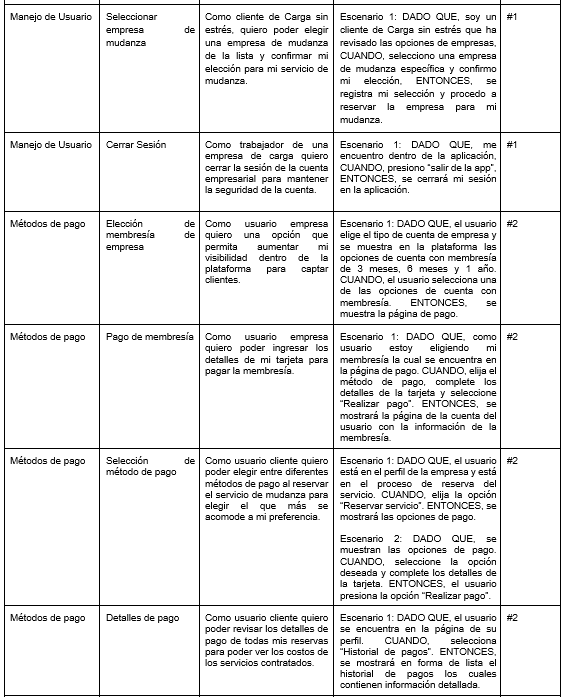 Manejo de Usuario
Seleccionar
empresa de
mudanza
Como cliente de Carga sin
estrés, quiero poder elegir
una empresa de mudanza
de la lista y confirmar mi
elección para mi servicio de
mudanza.
Escenario 1: DADO QUE, soy un
cliente de Carga sin estrés que ha
revisado las opciones de empresas,
CUANDO, selecciono una empresa
de mudanza específica y confirmo
mi elección, ENTONCES, se
registra mi selección y procedo a
reservar la empresa para mi
mudanza.
#1
Manejo de Usuario
Cerrar Sesión
Como trabajador de una
empresa de carga quiero
cerrar la sesión de la cuenta
empresarial para mantener
la seguridad de la cuenta.
Escenario 1: DADO QUE, me
encuentro dentro de la aplicación,
CUANDO, presiono “salir de la app”,
ENTONCES, se cerrará mi sesión
en la aplicación.
#1
Métodos de pago
Elección de
membresía de
empresa
Como usuario empresa
quiero una opción que
permita aumentar mi
visibilidad dentro de la
plataforma para captar
clientes.
Escenario 1: DADO QUE, el usuario
elige el tipo de cuenta de empresa y
se muestra en la plataforma las
opciones de cuenta con membresía
de 3 meses, 6 meses y 1 año.
CUANDO, el usuario selecciona una
de las opciones de cuenta con
membresía. ENTONCES, se
muestra la página de pago.
#2
Métodos de pago
Pago de membresía
Como usuario empresa
quiero poder ingresar los
detalles de mi tarjeta para
pagar la membresía.
Escenario 1: DADO QUE, como
usuario estoy eligiendo mi
membresía la cual se encuentra en
la página de pago. CUANDO, elija el
método de pago, complete los
detalles de la tarjeta y seleccione
“Realizar pago”. ENTONCES, se
mostrará la página de la cuenta del
usuario con la información de la
membresía.
#2
Métodos de pago
Selección de
método de pago
Como usuario cliente quiero
poder elegir entre diferentes
métodos de pago al reservar
el servicio de mudanza para
elegir el que más se
acomode a mi preferencia.
Escenario 1: DADO QUE, el usuario
está en el perfil de la empresa y está
en el proceso de reserva del
servicio. CUANDO, elija la opción
“Reservar servicio”. ENTONCES, se
mostrará las opciones de pago.
Escenario 2: DADO QUE, se
muestran las opciones de pago.
CUANDO, seleccione la opción
deseada y complete los detalles de
la tarjeta. ENTONCES, el usuario
presiona la opción “Realizar pago”.
#2
Métodos de pago
Detalles de pago
Como usuario cliente quiero
poder revisar los detalles de
pago de todas mis reservas
para poder ver los costos de
los servicios contratados.
Escenario 1: DADO QUE, el usuario
se encuentra en la página de su
perfil. CUANDO, selecciona
“Historial de pagos”. ENTONCES,
se mostrará en forma de lista el
historial de pagos los cuales
contienen información detallada.
#2